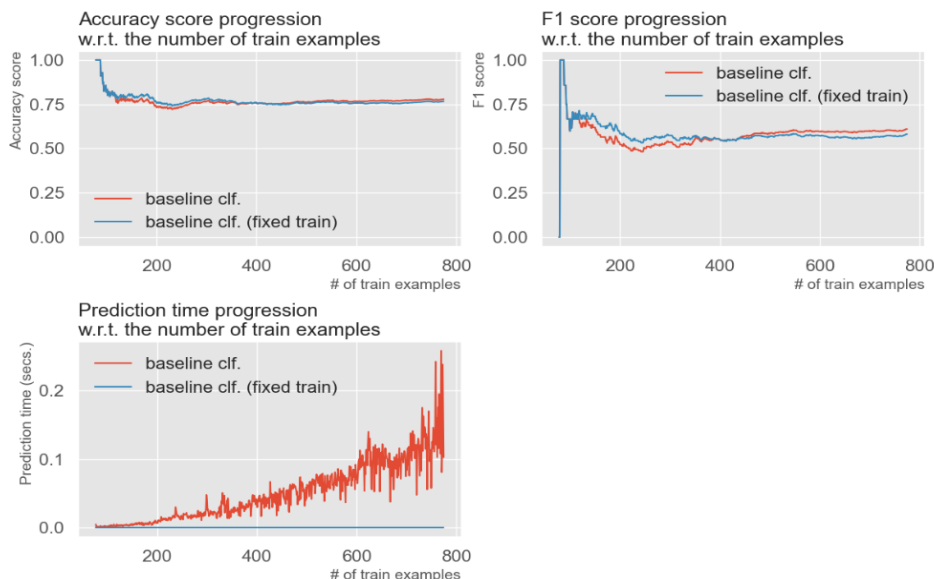 Accuracy score progression
w.r.t. the number of train examples
Accuracy score
1.00
0.75
0.50
0.25
0.00
baseline clf.
baseline clf. (fixed train)
200
400
600
800
# of train examples
F1 score progression
w.r.t. the number of train examples
F1 score
1.00
0.75
0.50
0.25
0.00
baseline clf.
baseline clf. (fixed train)
200
400
600
800
# of train examples
Prediction time progression
w.r.t. the number of train examples
Prediction time (secs.)
0.2
0.1
0.0
baseline clf.
baseline clf. (fixed train)
200
400
600
800
# of train examples